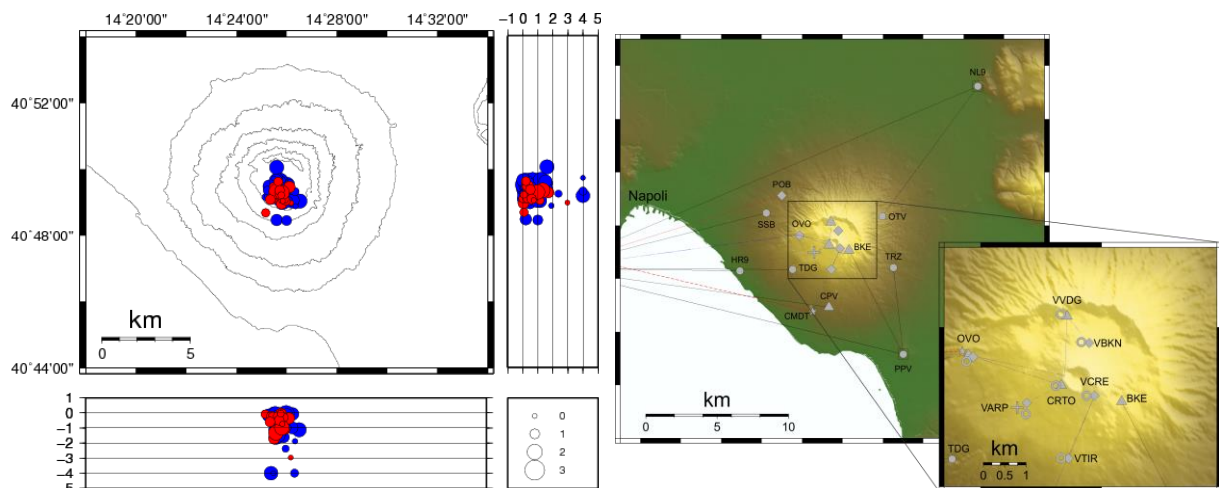 14°20'00" 14°24'00" 14°28'00" 14°32'00"
−1 0 1 2 3 4 5
40°52'00"
40°48'00"
40°44'00"
km
0 5
1
0
−1
−2
−3
−4
5
0
1
2
3
NL9
Napoli
POB
SSB
OTV
OVO
BKE
HR9
TDG
TRZ
CPV
CMDT
PPV
km
0 5 10
VVDG
OVO
VBKN
VCRE
CRTO
BKE
VARP
TDG
km
VTIR
0 0.5 1